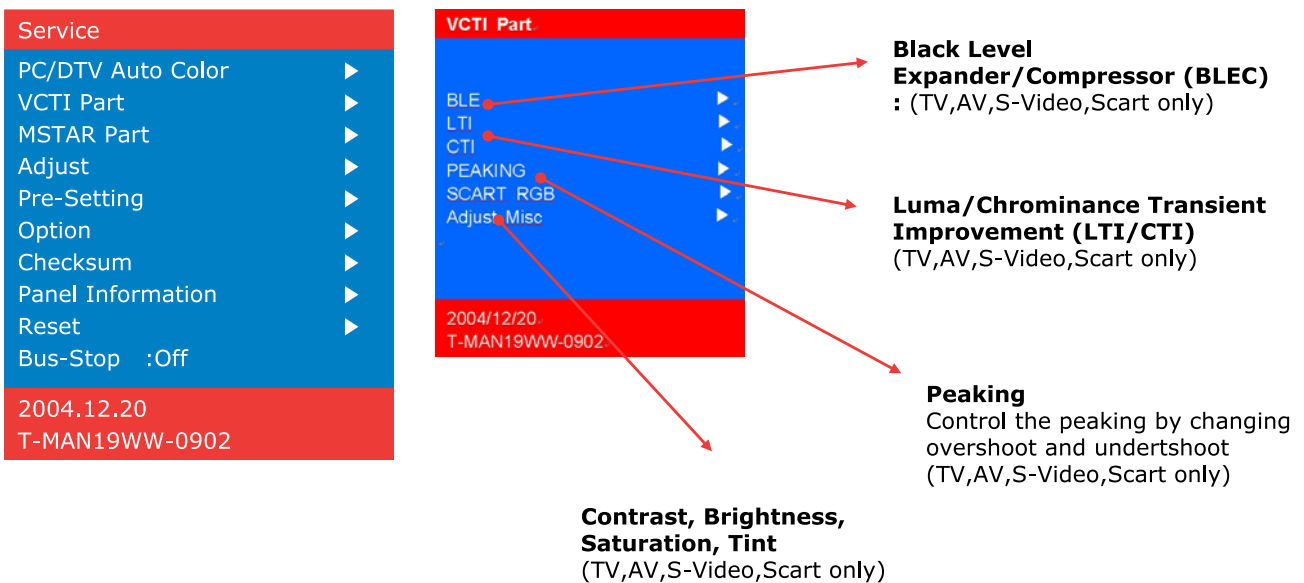 Service
PC/DTV Auto Color
VCTI Part
MSTAR Part
Adjust
Pre-Setting
Option
Checksum
Panel Information
Reset
Bus-Stop :Off
2004.12.20
T-MAN19WW-0902
VCTI Part
BLE
LTI
CTI
PEAKING
SCART RGB
Adjust Misc
2004/12/20
T-MAN19WW-0902
Black Level
Expander/Compressor (BLEC)
: (TV,AV,S-Video,Scart only)
Luma/Chrominance Transient
Improvement (LTI/CTI)
(TV,AV,S-Video,Scart only)
Peaking
Control the peaking by changing
overshoot and undertshoot
(TV,AV,S-Video,Scart only)
Contrast, Brightness,
Saturation, Tint
(TV,AV,S-Video,Scart only)